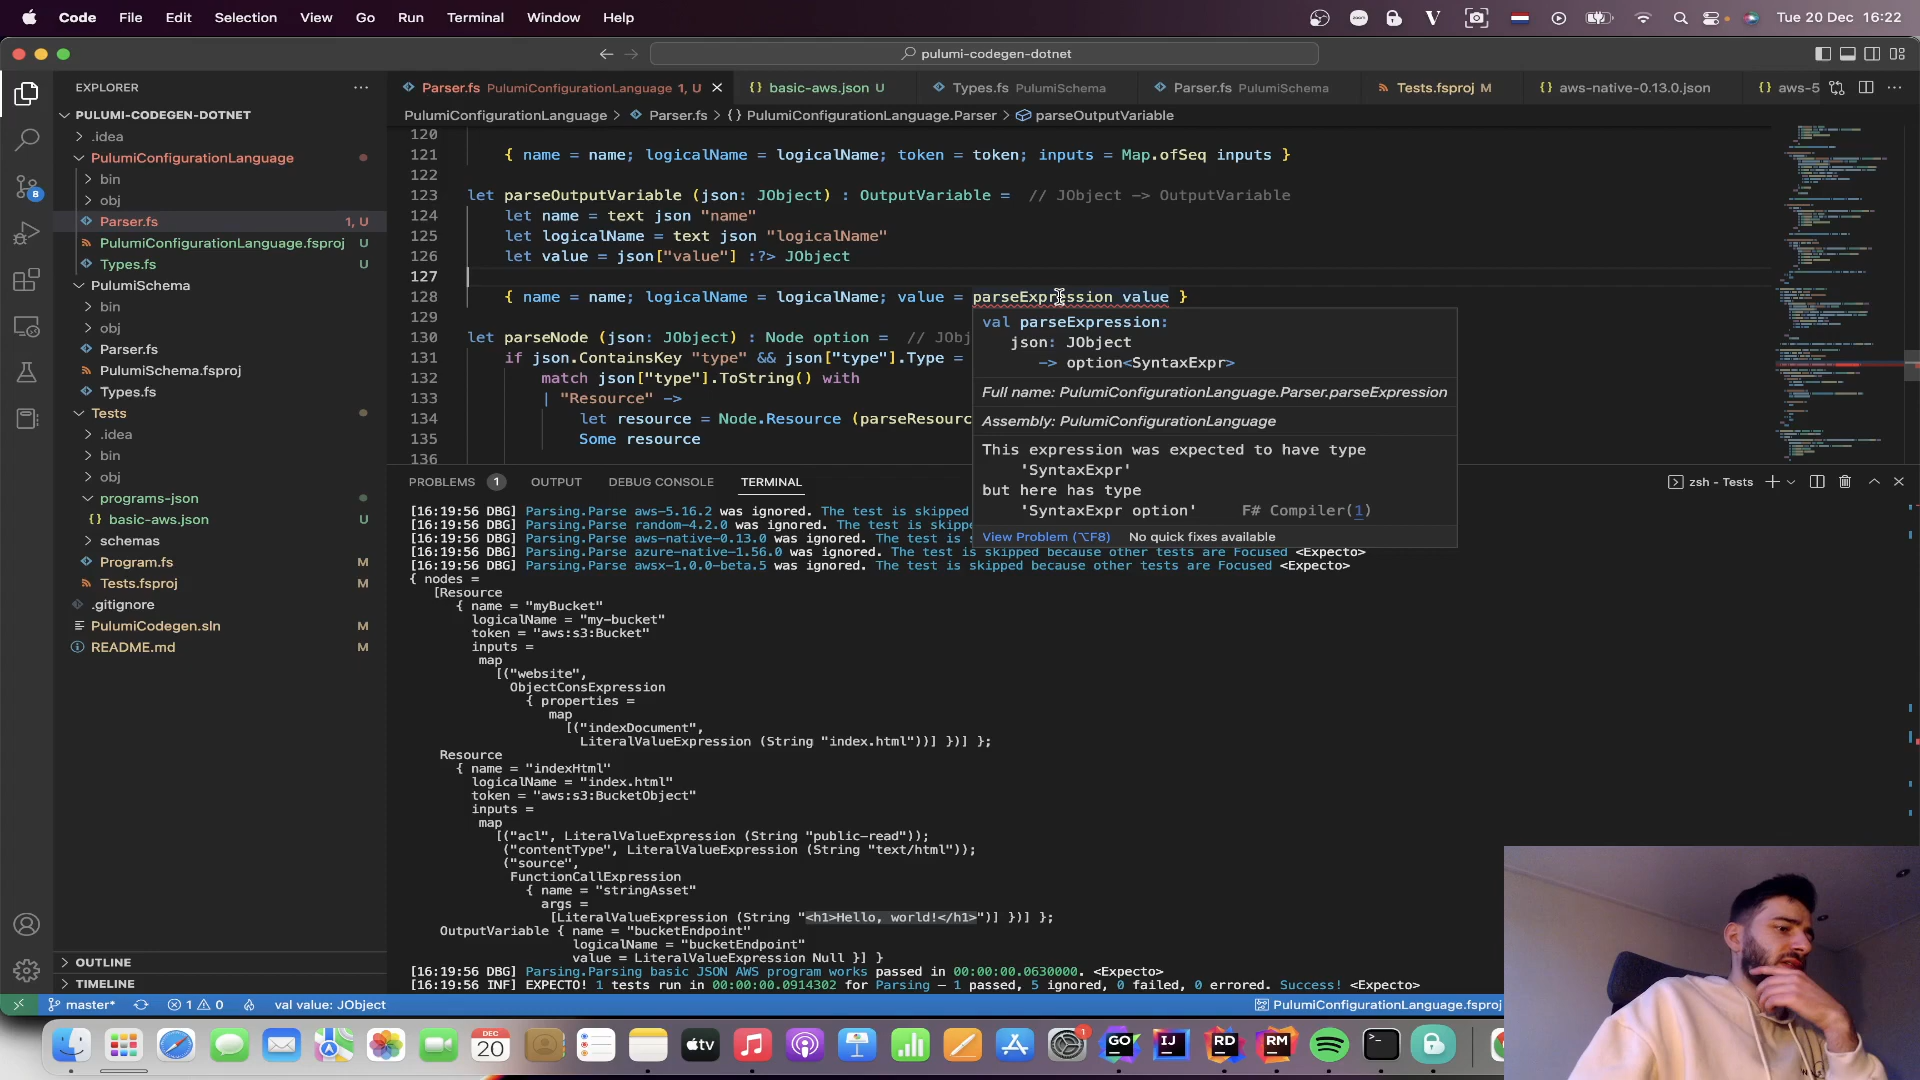 Code File Edit Selection View Go Run Terminal Window Help
zoom
V
Tue 20 Dec 16:22
pulumi-codegen-dotnet
EXPLORER
Parser.fs PulumiConfigurationLanguage 1, U
basic-aws.json U
Types.fs PulumiSchema
Parser.fs PulumiSchema
Tests.fsproj M
aws-native-0.13.0.json
aws-5
PulumiConfigurationLanguage > Parser.fs > {} PulumiConfigurationLanguage.Parser > parseOutputVariable
PULUMI-CODEGEN-DOTNET
.idea
PulumiConfigurationLanguage
bin
obj
Parser.fs 1, U
PulumiConfigurationLanguage.fsproj U
Types.fs U
PulumiSchema
bin
obj
Parser.fs
PulumiSchema.fsproj
Types.fs
Tests
.idea
bin
obj
programs-json
{} basic-aws.json U
schemas
Program.fs M
Tests.fsproj M
.gitignore
PulumiCodegen.sln M
README.md M
OUTLINE
TIMELINE
8
120
121 { name = name; logicalName = logicalName; token = token; inputs = Map.ofSeq inputs }
122
123 let parseOutputVariable (json: JObject) : OutputVariable = // JObject -> OutputVariable
124 let name = text json "name"
125 let logicalName = text json "logicalName"
126 let value = json["value"] :?> JObject
127
128 { name = name; logicalName = logicalName; value = parseExpression value }
129
130 let parseNode (json: JObject) : Node option = // JObj
131 if json.ContainsKey "type" && json["type"].Type =
132 match json["type"].ToString() with
133 | "Resource" ->
134 let resource = Node.Resource (parseResourc
135 Some resource
136
val parseExpression:
json: JObject
-> option<SyntaxExpr>
Full name: PulumiConfigurationLanguage.Parser.parseExpression
Assembly: PulumiConfigurationLanguage
This expression was expected to have type
'SyntaxExpr'
but here has type
'SyntaxExpr option' F# Compiler(1)
View Problem (⌥F8) No quick fixes available
PROBLEMS 1 OUTPUT DEBUG CONSOLE TERMINAL
zsh - Tests
[16:19:56 DBG] Parsing.Parse aws-5.16.2 was ignored. The test is skipped
[16:19:56 DBG] Parsing.Parse random-4.2.0 was ignored. The test is skippe
[16:19:56 DBG] Parsing.Parse aws-native-0.13.0 was ignored. The test is s
[16:19:56 DBG] Parsing.Parse azure-native-1.56.0 was ignored. The test is skipped because other tests are Focused <Expecto>
[16:19:56 DBG] Parsing.Parse awsx-1.0.0-beta.5 was ignored. The test is skipped because other tests are Focused <Expecto>
{ nodes =
[Resource
{ name = "myBucket"
logicalName = "my-bucket"
token = "aws:s3:Bucket"
inputs =
map
[("website",
ObjectConsExpression
{ properties =
map
[("indexDocument",
LiteralValueExpression (String "index.html"))] })] };
Resource
{ name = "indexHtml"
logicalName = "index.html"
token = "aws:s3:BucketObject"
inputs =
map
[("acl", LiteralValueExpression (String "public-read"));
("contentType", LiteralValueExpression (String "text/html"));
("source",
FunctionCallExpression
{ name = "stringAsset"
args =
[LiteralValueExpression (String "<h1>Hello, world!</h1>")] })] };
OutputVariable { name = "bucketEndpoint"
logicalName = "bucketEndpoint"
value = LiteralValueExpression Null }] }
[16:19:56 DBG] Parsing.Parsing basic JSON AWS program works passed in 00:00:00.0630000. <Expecto>
[16:19:56 INF] EXPECTO! 1 tests run in 00:00:00.0914302 for Parsing – 1 passed, 5 ignored, 0 failed, 0 errored. Success! <Expecto>
master* 1 0 val value: JObject PulumiConfigurationLanguage.fsproj
DEC
20
tv
1
GO
IJ
RD
RM